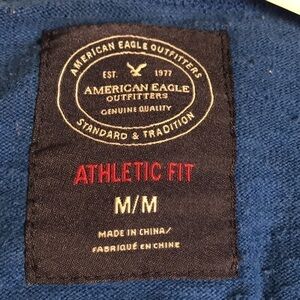 AMERICAN EAGLE OUTFITTERS
EST. 1977
AMERICAN EAGLE
OUTFITTERS
GENUINE QUALITY
STANDARD & TRADITION
ATHLETIC FIT
M/M
MADE IN CHINA/
FABRIQUÉ EN CHINE